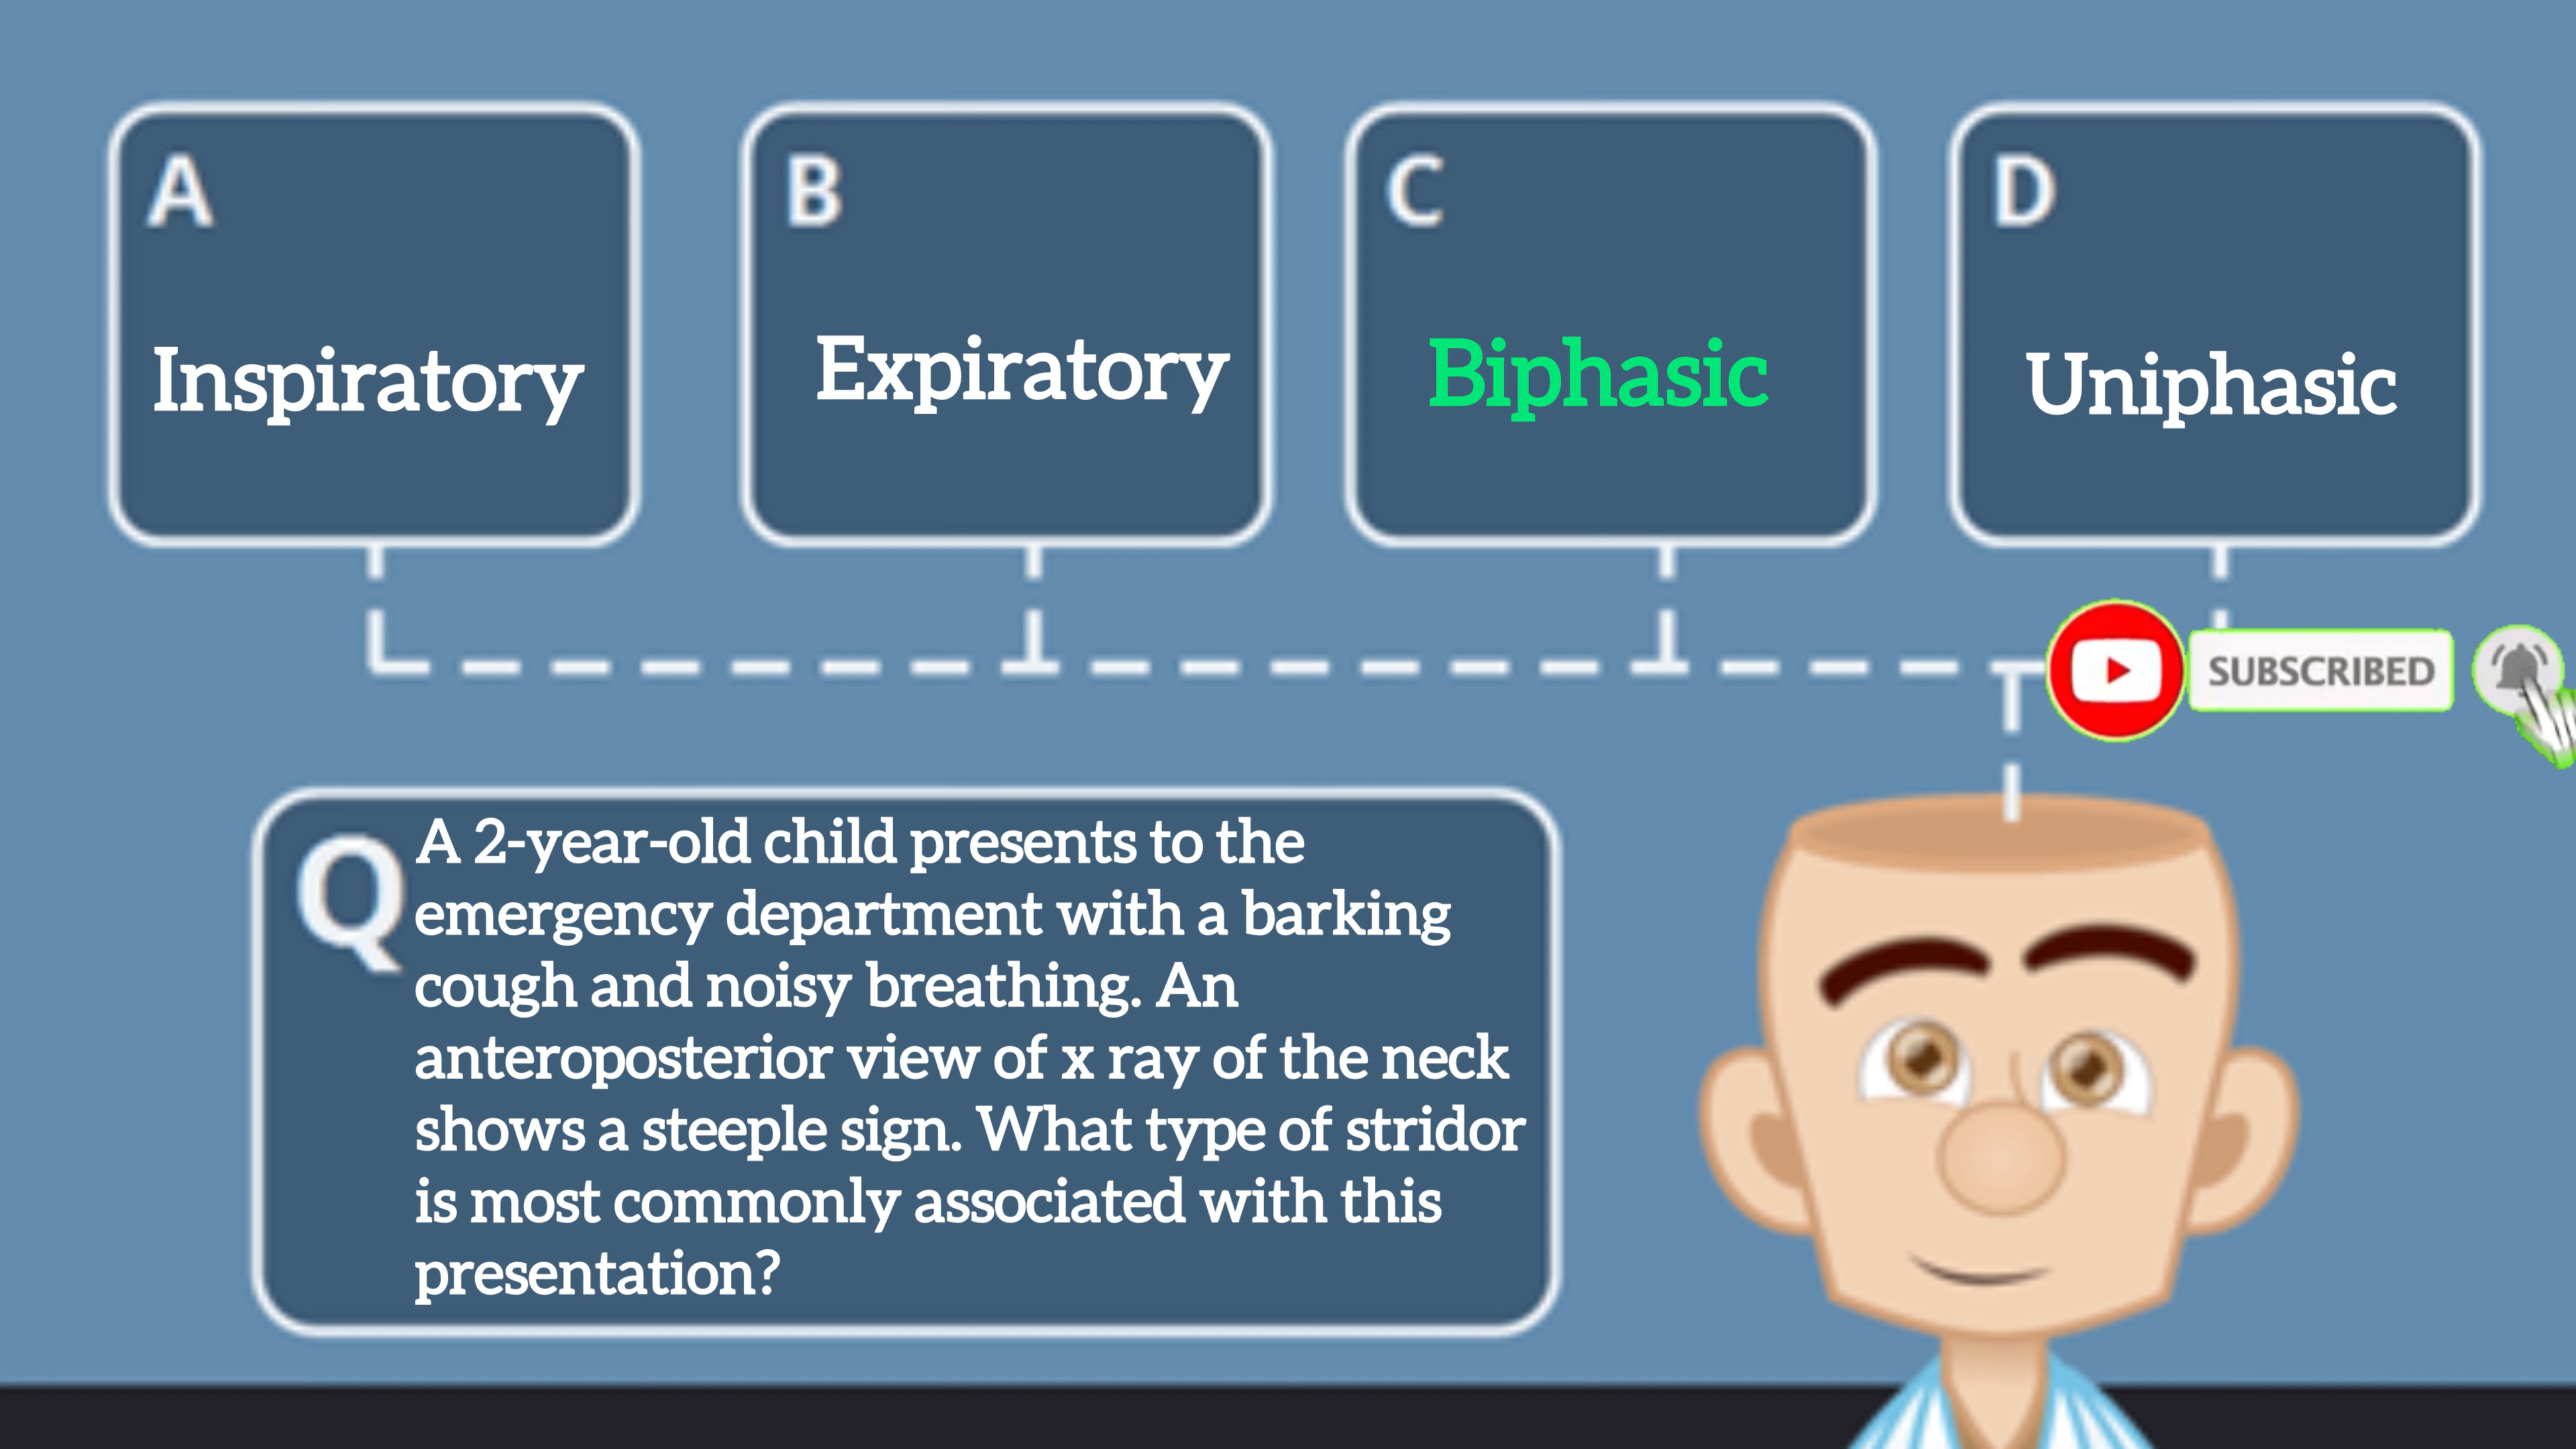 A
B
C
D
Inspiratory
Expiratory
Biphasic
Uniphasic
SUBSCRIBED
Q
A 2-year-old child presents to the
emergency department with a barking
cough and noisy breathing. An
anteroposterior view of x ray of the neck
shows a steeple sign. What type of stridor
is most commonly associated with this
presentation?